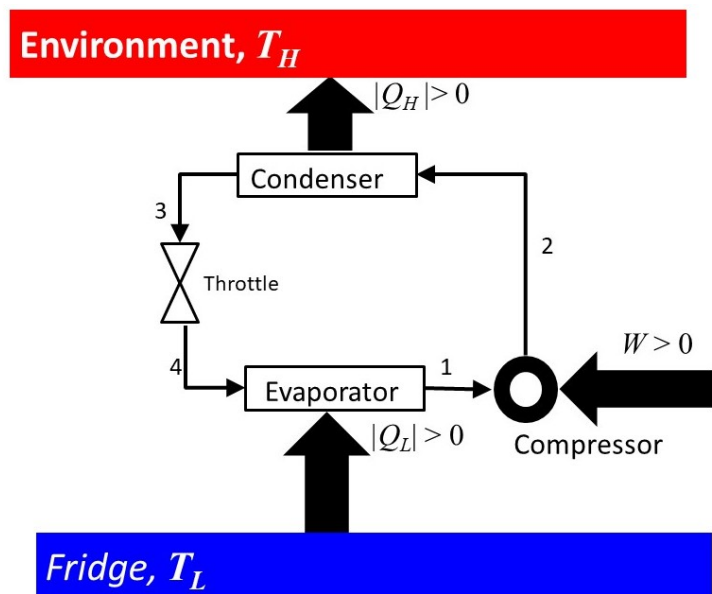 Environment, T_H
|Q_H| > 0
Condenser
3
2
Throttle
W > 0
4
1
Evaporator
|Q_L| > 0
Compressor
Fridge, T_L